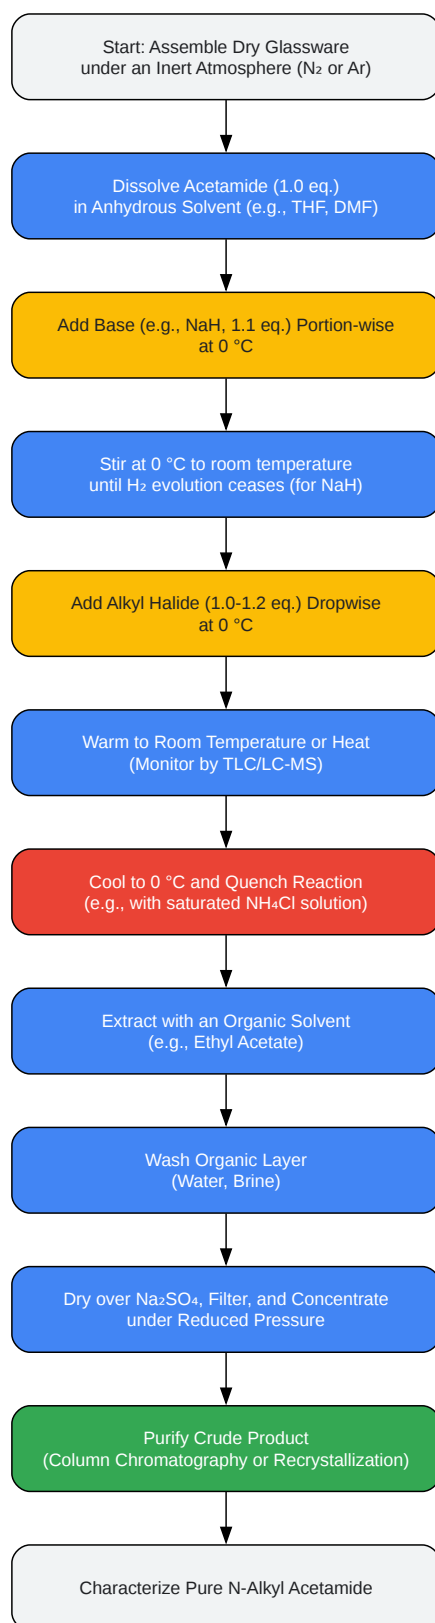 Start: Assemble Dry Glassware
under an Inert Atmosphere (N₂ or Ar)
Dissolve Acetamide (1.0 eq.)
in Anhydrous Solvent (e.g., THF, DMF)
Add Base (e.g., NaH, 1.1 eq.) Portion-wise
at 0 °C
Stir at 0 °C to room temperature
until H₂ evolution ceases (for NaH)
Add Alkyl Halide (1.0-1.2 eq.) Dropwise
at 0 °C
Warm to Room Temperature or Heat
(Monitor by TLC/LC-MS)
Cool to 0 °C and Quench Reaction
(e.g., with saturated NH₄Cl solution)
Extract with an Organic Solvent
(e.g., Ethyl Acetate)
Wash Organic Layer
(Water, Brine)
Dry over Na₂SO₄, Filter, and Concentrate
under Reduced Pressure
Purify Crude Product
(Column Chromatography or Recrystallization)
Characterize Pure N-Alkyl Acetamide